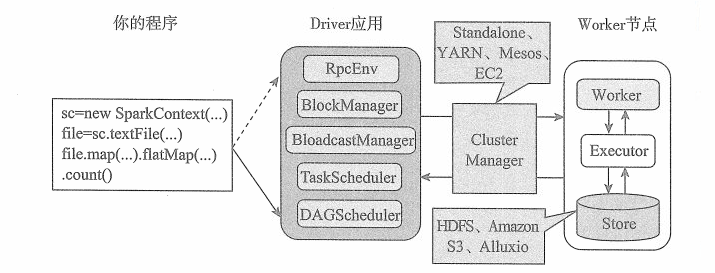 你的程序
sc=new SparkContext(...)
file=sc.textFile(...)
file.map(...).flatMap(...)
.count()
Driver应用
RpcEnv
BlockManager
BloadcastManager
TaskScheduler
DAGScheduler
Standalone、
YARN、Mesos、
EC2
Cluster
Manager
HDFS、Amazon
S3、Alluxio
Worker节点
Worker
Executor
Store